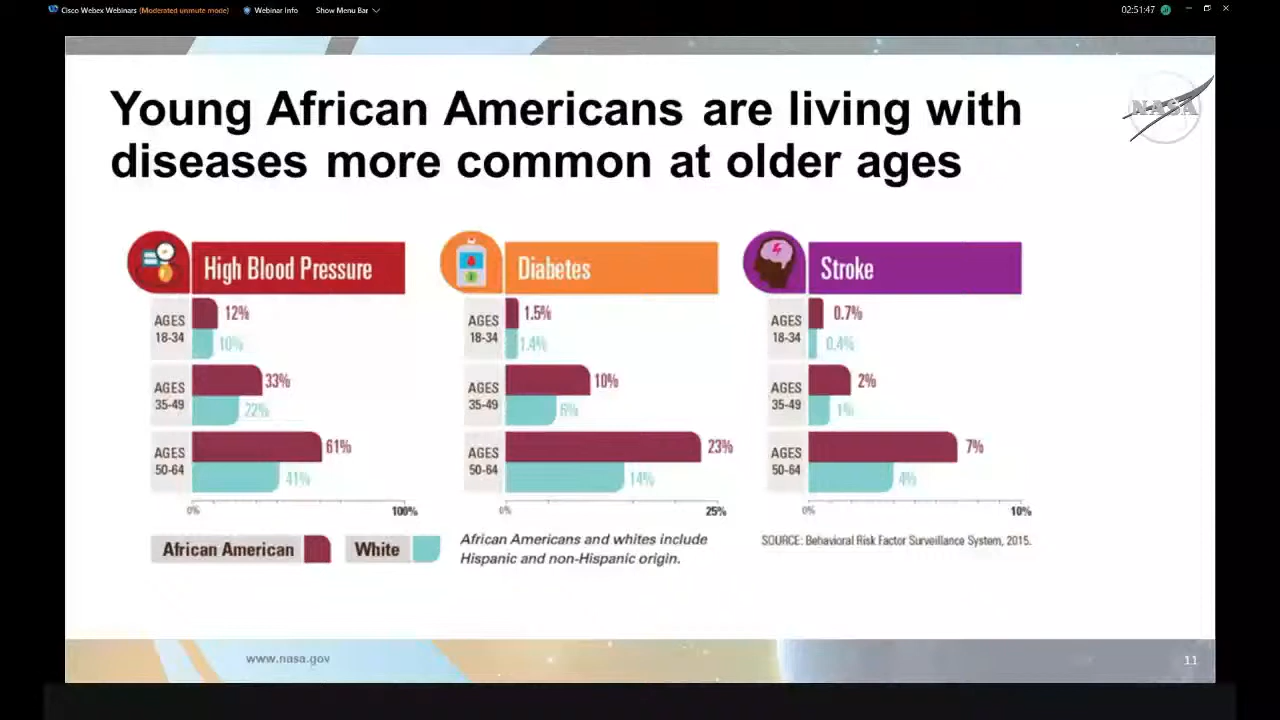 Cisco Webex Webinars (Moderated unmute mode)
Webinar Info
Show Menu Bar
02:51:47
Young African Americans are living with
diseases more common at older ages
NASA
High Blood Pressure
AGES
18-34
12%
10%
AGES
35-49
33%
22%
AGES
50-64
61%
41%
0%
100%
Diabetes
AGES
18-34
1.5%
1.4%
AGES
35-49
10%
6%
AGES
50-64
23%
14%
0%
25%
Stroke
AGES
18-34
0.7%
0.4%
AGES
35-49
2%
1%
AGES
50-64
7%
4%
0%
10%
African American
White
African Americans and whites include
Hispanic and non-Hispanic origin.
SOURCE: Behavioral Risk Factor Surveillance System, 2015.
www.nasa.gov
11